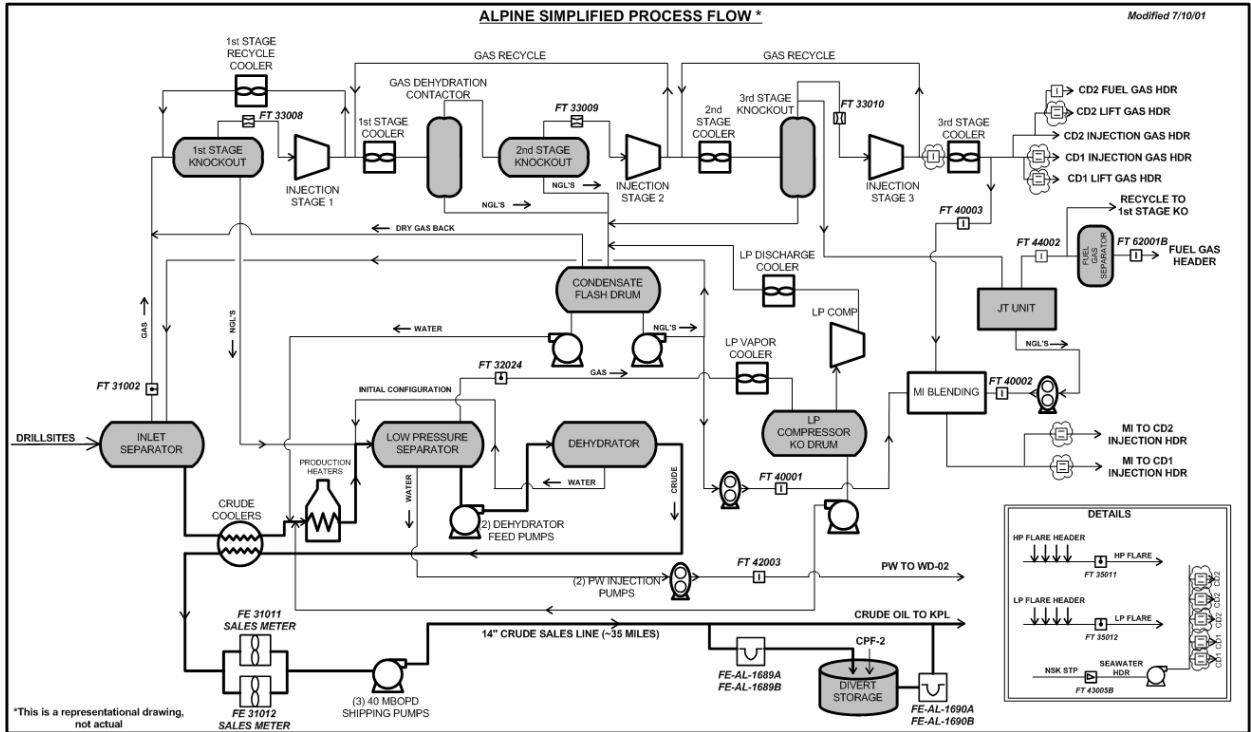 ALPINE SIMPLIFIED PROCESS FLOW *
Modified 7/10/01
1st STAGE
RECYCLE
COOLER
FT 33008
1st STAGE
KNOCKOUT
INJECTION
STAGE 1
1st STAGE
COOLER
GAS DEHYDRATION
CONTACTOR
GAS RECYCLE
FT 33009
2nd STAGE
KNOCKOUT
NGL'S
NGL'S
INJECTION
STAGE 2
2nd
STAGE
COOLER
GAS RECYCLE
3rd STAGE
KNOCKOUT
FT 33010
INJECTION
STAGE 3
3rd STAGE
COOLER
CD2 FUEL GAS HDR
CD2 LIFT GAS HDR
CD2 INJECTION GAS HDR
CD1 INJECTION GAS HDR
CD1 LIFT GAS HDR
RECYCLE TO
1st STAGE KO
FT 40003
FT 44002
FUEL
GAS
SEPARATOR
FT 62001B
FUEL GAS
HEADER
DRY GAS BACK
CONDENSATE
FLASH DRUM
LP DISCHARGE
COOLER
LP COMP
JT UNIT
NGL'S
GAS
NGL'S
WATER
NGL'S
LP VAPOR
COOLER
FT 31002
FT 32024
GAS
INITIAL CONFIGURATION
MI BLENDING
FT 40002
DRILLSITES
INLET
SEPARATOR
LOW PRESSURE
SEPARATOR
DEHYDRATOR
LP
COMPRESSOR
KO DRUM
MI TO CD2
INJECTION HDR
MI TO CD1
INJECTION HDR
PRODUCTION
HEATERS
WATER
WATER
CRUDE
FT 40001
CRUDE
COOLERS
(2) DEHYDRATOR
FEED PUMPS
FT 42003
(2) PW INJECTION
PUMPS
PW TO WD-02
FE 31011
SALES METER
14" CRUDE SALES LINE (~35 MILES)
CRUDE OIL TO KPL
CPF-2
FE-AL-1689A
FE-AL-1689B
DIVERT
STORAGE
FE-AL-1690A
FE-AL-1690B
(3) 40 MBOPD
SHIPPING PUMPS
FE 31012
SALES METER
*This is a representational drawing,
not actual
DETAILS
HP FLARE HEADER
HP FLARE
FT 35011
LP FLARE HEADER
LP FLARE
FT 35012
NSK STP
SEAWATER
HDR
FT 43005B
CD2
CD2
CD2
CD1
CD1